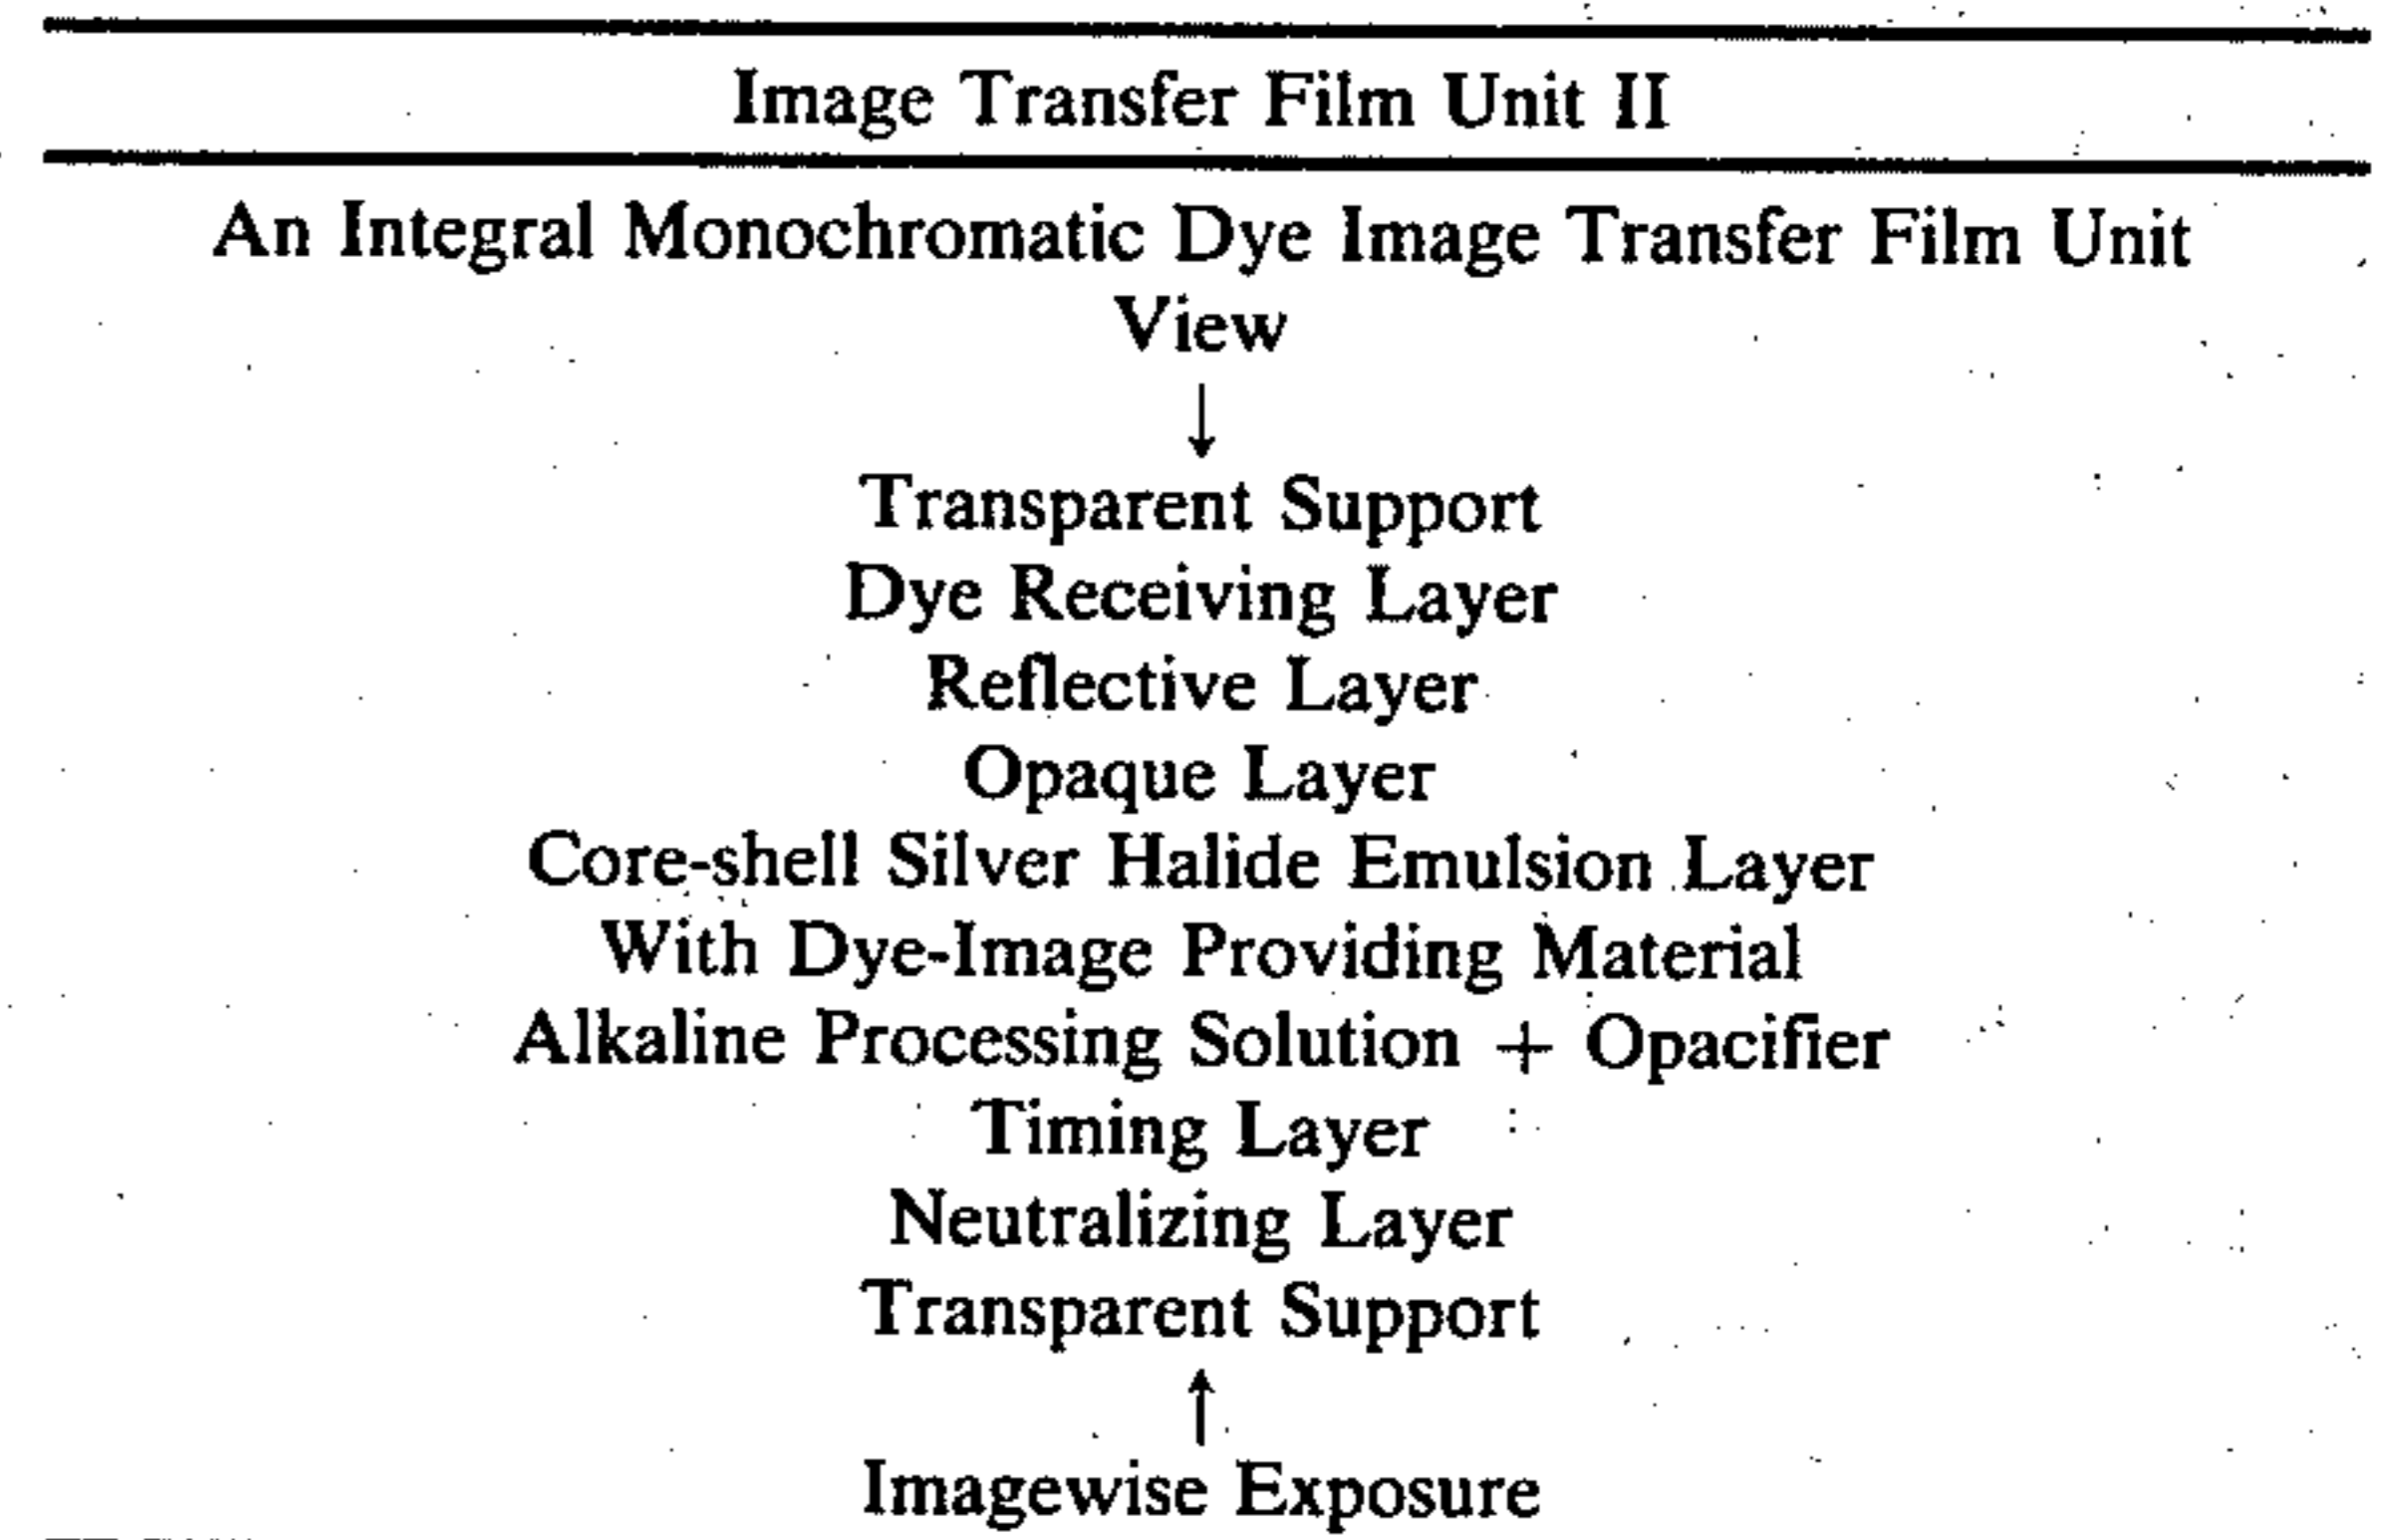 Image Transfer Film Unit II
An Integral Monochromatic Dye Image Transfer Film Unit
View
↓
Transparent Support
Dye Receiving Layer
Reflective Layer
Opaque Layer
Core-shell Silver Halide Emulsion Layer
With Dye-Image Providing Material
Alkaline Processing Solution + Opacifier
Timing Layer
Neutralizing Layer
Transparent Support
↑
Imagewise Exposure